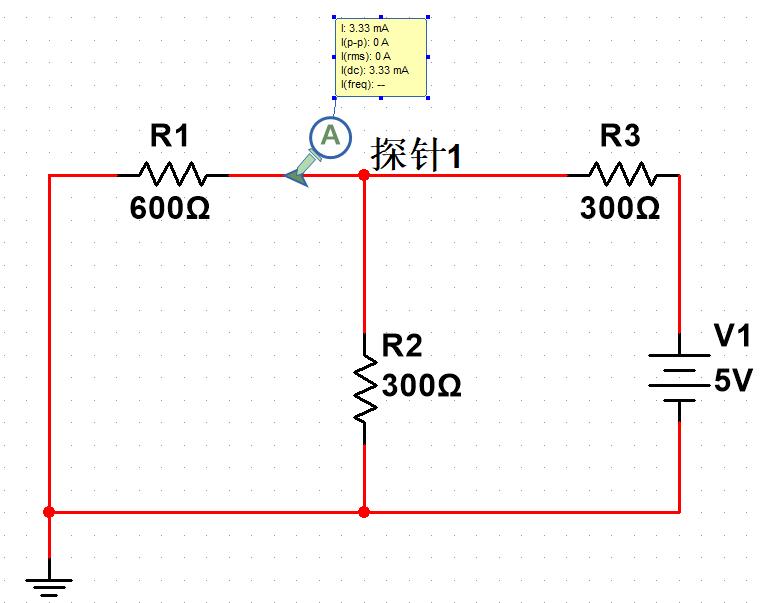 I: 3.33 mA
I(p-p): 0 A
I(rms): 0 A
I(dc): 3.33 mA
I(freq): --
A
探针1
R1
600Ω
R3
300Ω
R2
300Ω
V1
5V